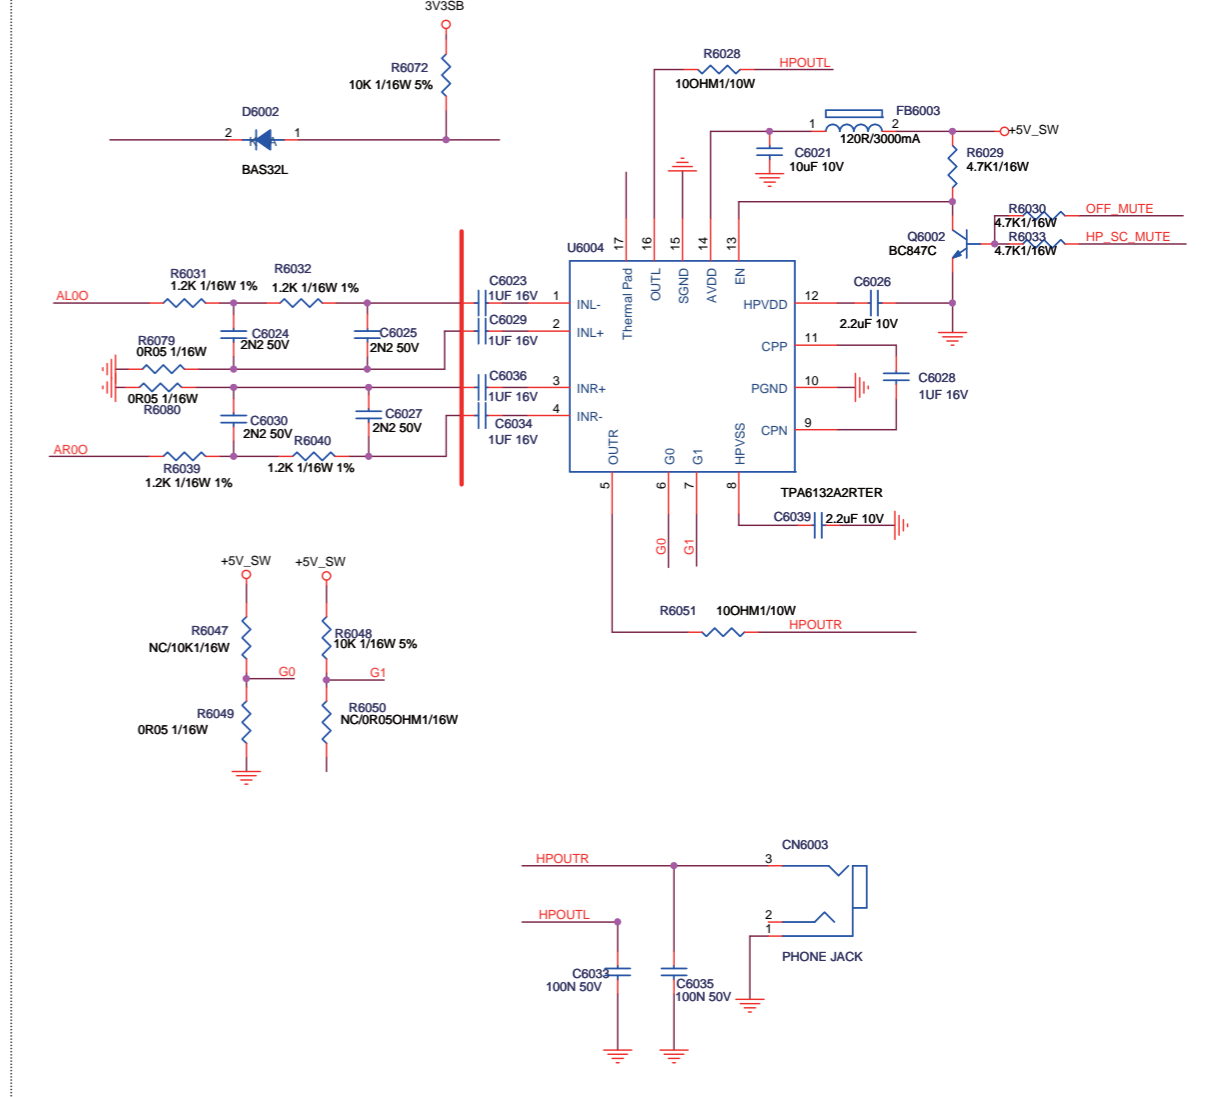 3V3SB
R6072
10K 1/16W 5%
D6002
2
1
BAS32L
R6028
10OHM1/10W
HPOUTL
FB6003
1
2
120R/3000mA
+5V_SW
C6021
10uF 10V
R6029
4.7K1/16W
R6030
4.7K1/16W
OFF_MUTE
R6033
4.7K1/16W
HP_SC_MUTE
Q6002
BC847C
U6004
17
16
15
14
13
Thermal Pad
OUTL
SGND
AVDD
EN
AL0O
R6031
1.2K 1/16W 1%
R6032
1.2K 1/16W 1%
C6023
1UF 16V
1
INL-
C6029
1UF 16V
2
INL+
C6024
2N2 50V
C6025
2N2 50V
R6079
0R05 1/16W
0R05 1/16W
R6080
C6036
1UF 16V
3
INR+
C6034
1UF 16V
4
INR-
C6030
2N2 50V
C6027
2N2 50V
AR0O
R6039
1.2K 1/16W 1%
R6040
1.2K 1/16W 1%
HPVDD
12
C6026
2.2uF 10V
CPP
11
C6028
1UF 16V
PGND
10
CPN
9
OUTR
G0
G1
HPVSS
5
6
7
8
TPA6132A2RTER
C6039
2.2uF 10V
G0
G1
R6051
10OHM1/10W
HPOUTR
+5V_SW
+5V_SW
R6047
NC/10K1/16W
R6048
10K 1/16W 5%
G0
G1
R6049
0R05 1/16W
R6050
NC/0R05OHM1/16W
CN6003
HPOUTR
3
HPOUTL
2
1
PHONE JACK
C6033
100N 50V
C6035
100N 50V